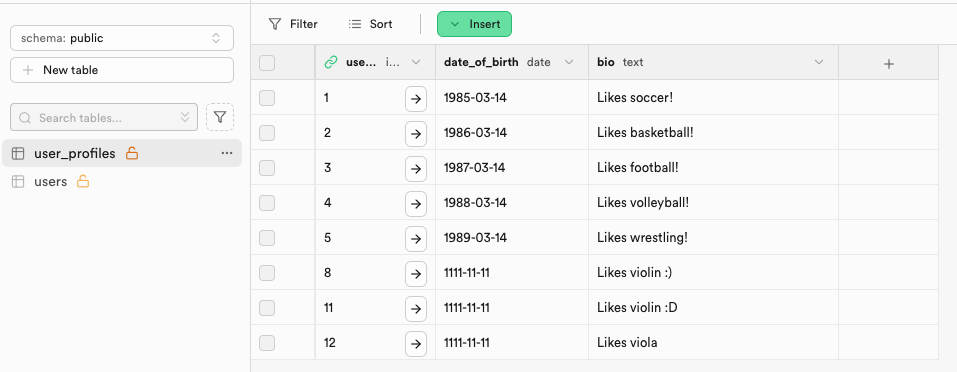 schema: public
New table
Search tables...
user_profiles
users
Filter Sort Insert
use... i... date_of_birth date bio text
1 1985-03-14 Likes soccer!
2 1986-03-14 Likes basketball!
3 1987-03-14 Likes football!
4 1988-03-14 Likes volleyball!
5 1989-03-14 Likes wrestling!
8 1111-11-11 Likes violin :)
11 1111-11-11 Likes violin :D
12 1111-11-11 Likes viola